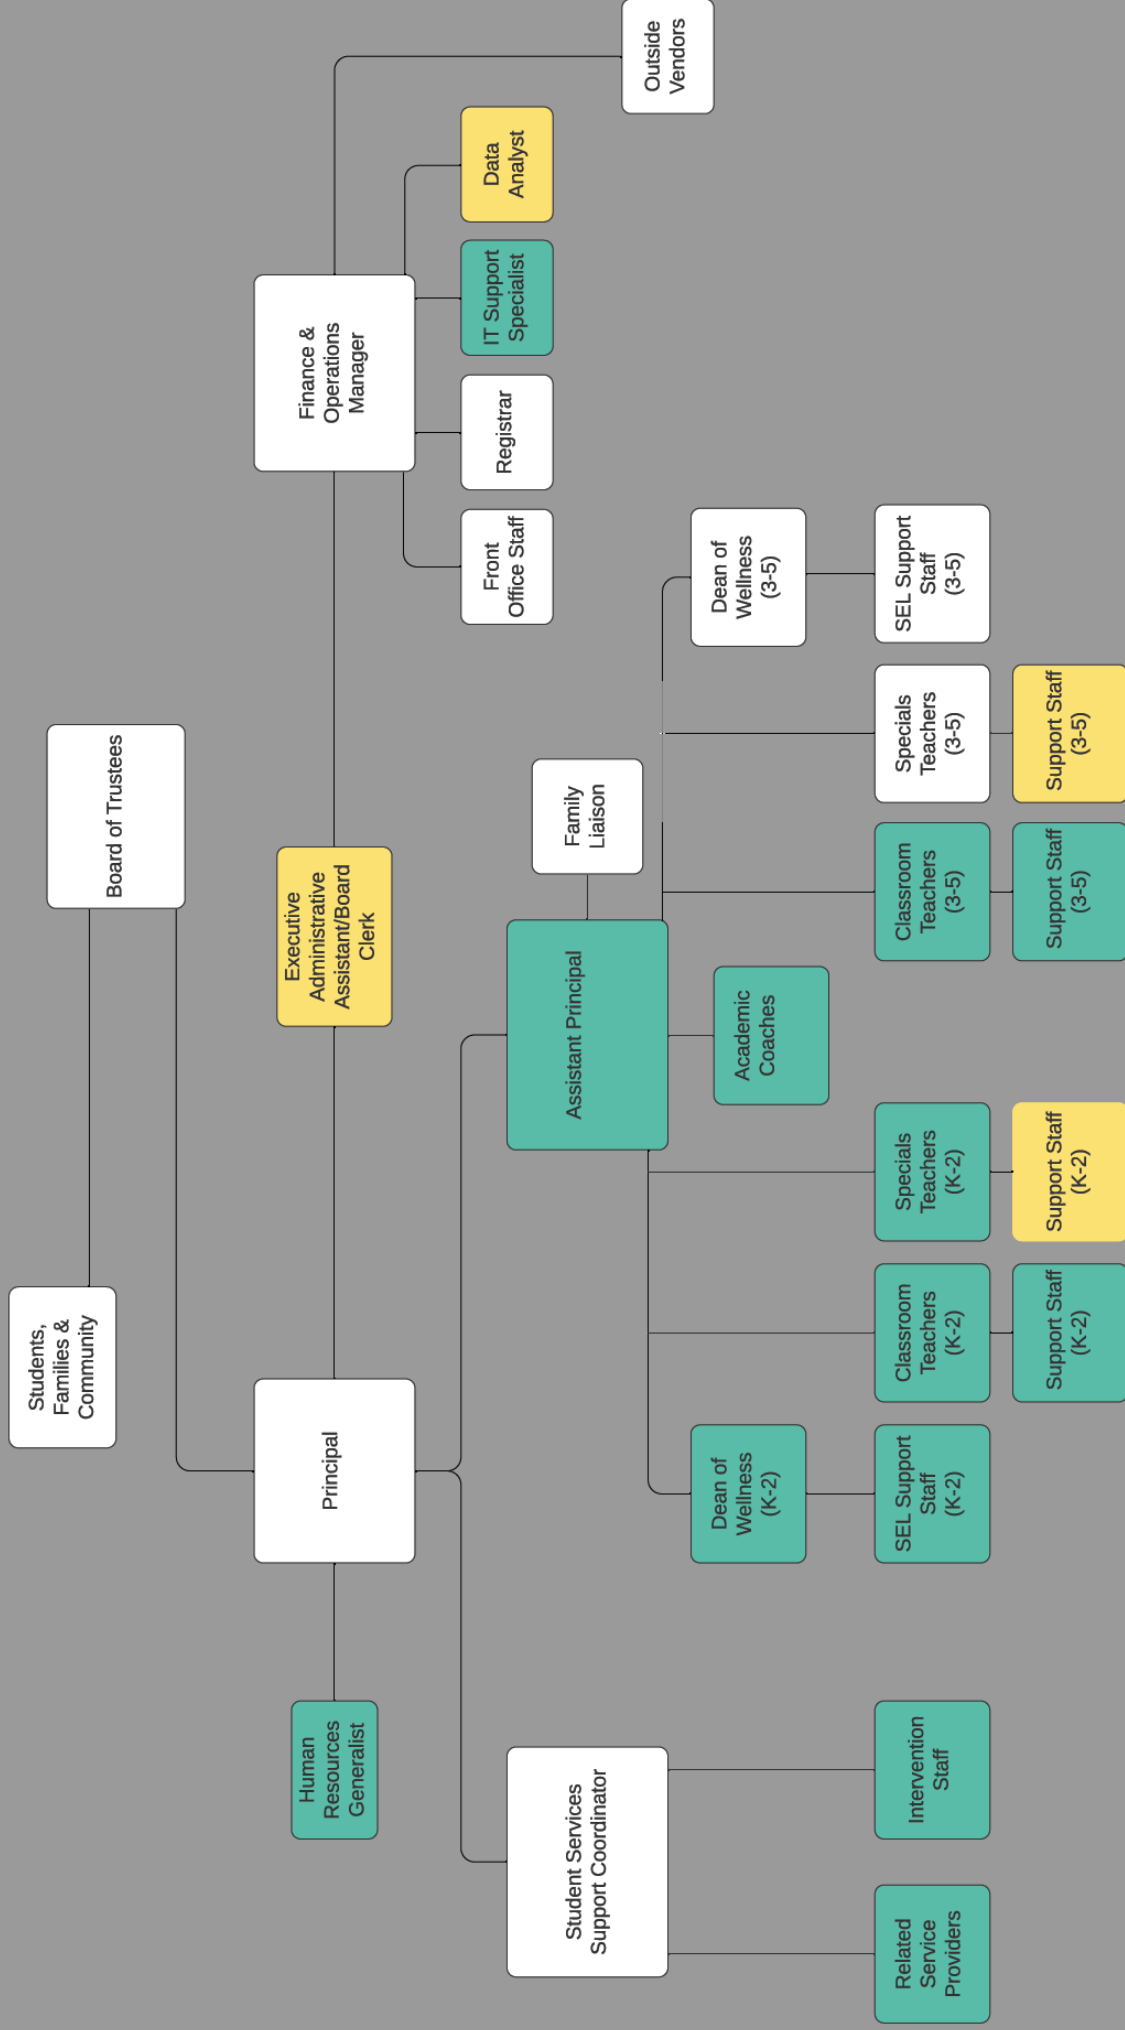 Students,
Families &
Community
Board of Trustees
Human
Resources
Generalist
Principal
Executive
Administrative
Assistant/Board
Clerk
Finance &
Operations
Manager
Front
Office Staff
Registrar
IT Support
Specialist
Data
Analyst
Outside
Vendors
Student Services
Support Coordinator
Assistant Principal
Family
Liaison
Dean of
Wellness
(K-2)
Academic
Coaches
Dean of
Wellness
(3-5)
Related
Service
Providers
Intervention
Staff
SEL Support
Staff
(K-2)
Classroom
Teachers
(K-2)
Specials
Teachers
(K-2)
Classroom
Teachers
(3-5)
Specials
Teachers
(3-5)
SEL Support
Staff
(3-5)
Support Staff
(K-2)
Support Staff
(K-2)
Support Staff
(3-5)
Support Staff
(3-5)